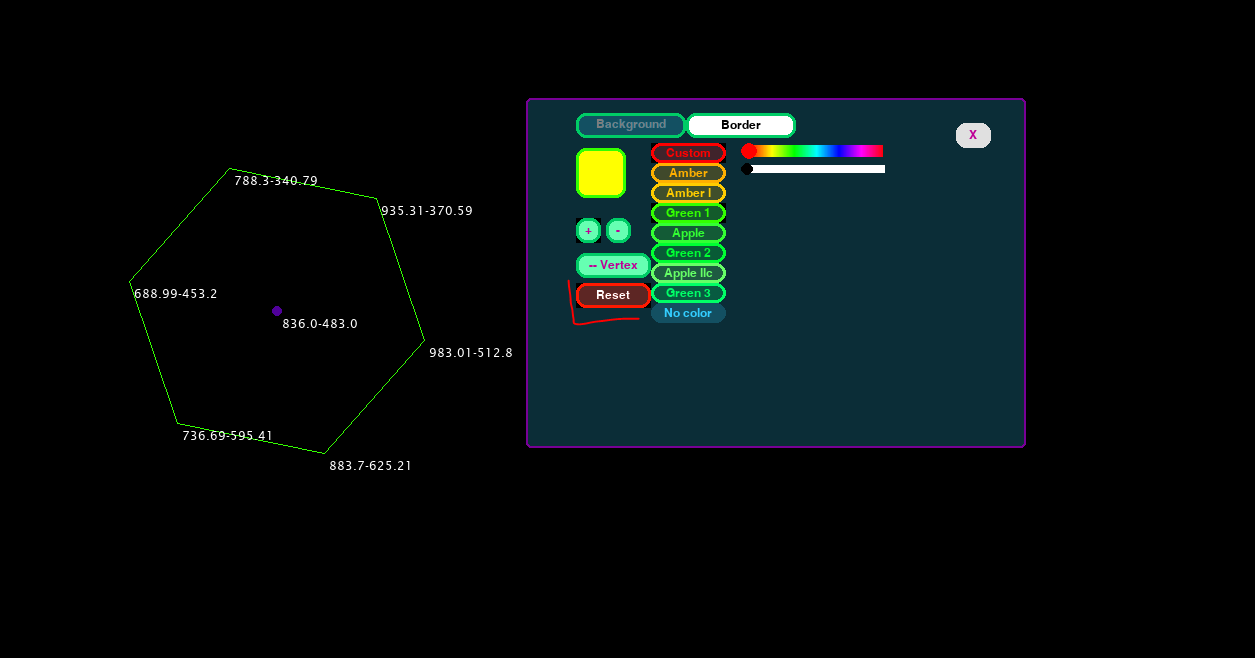 788.3-340.79
935.31-370.59
688.99-453.2
836.0-483.0
983.01-512.8
736.69-595.41
883.7-625.21
Background
Border
X
Custom
Amber
Amber I
Green 1
+
-
Apple
Green 2
-- Vertex
Apple IIc
Reset
Green 3
No color